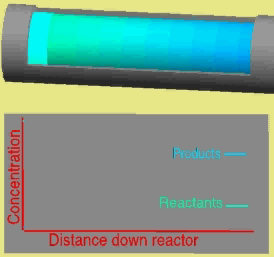 Concentration
Products
Reactants
Distance down reactor